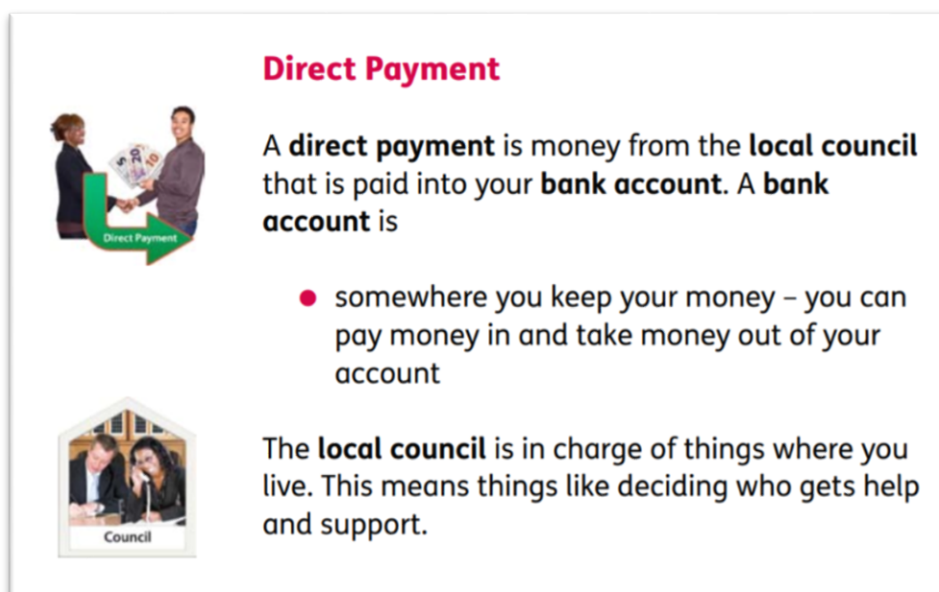 Direct Payment
A direct payment is money from the local council
that is paid into your bank account. A bank
account is
5 20 10
Direct Payment
● somewhere you keep your money – you can
pay money in and take money out of your
account
The local council is in charge of things where you
live. This means things like deciding who gets help
and support.
Council